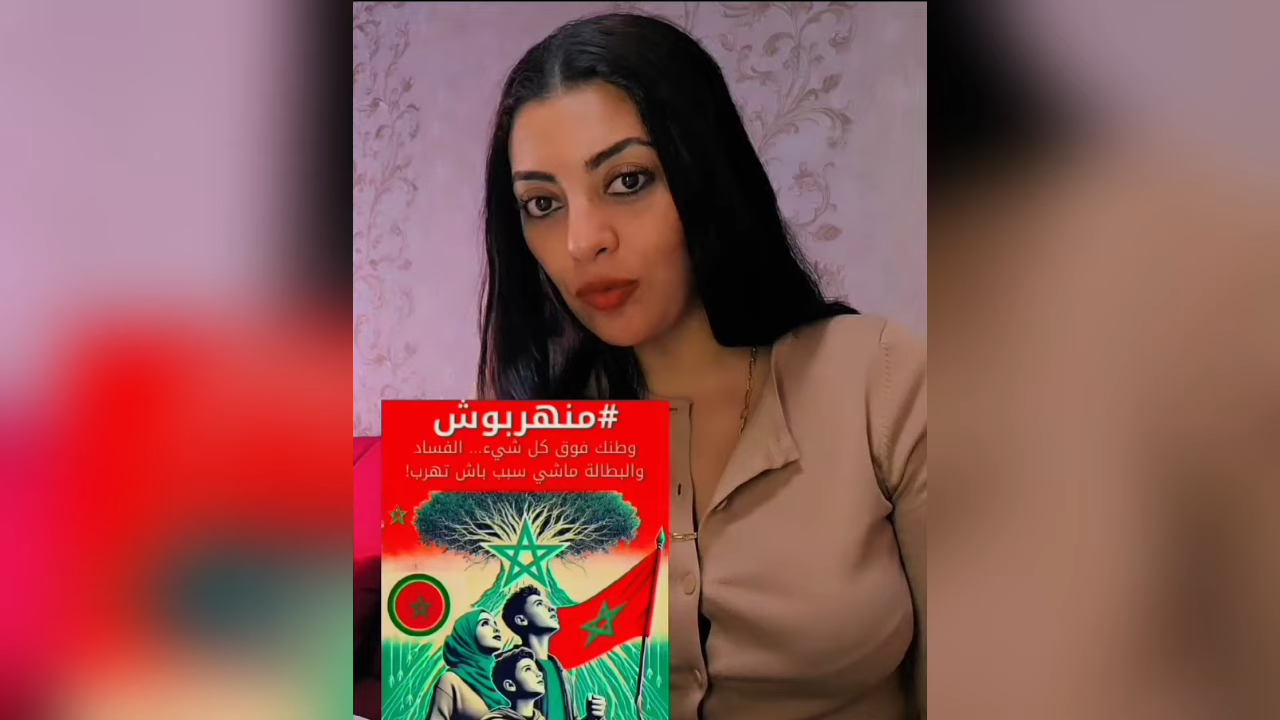 #منهربوش
وطنك فوق كل شيء... الفساد
والبطالة ماشي سبب باش تهرب!